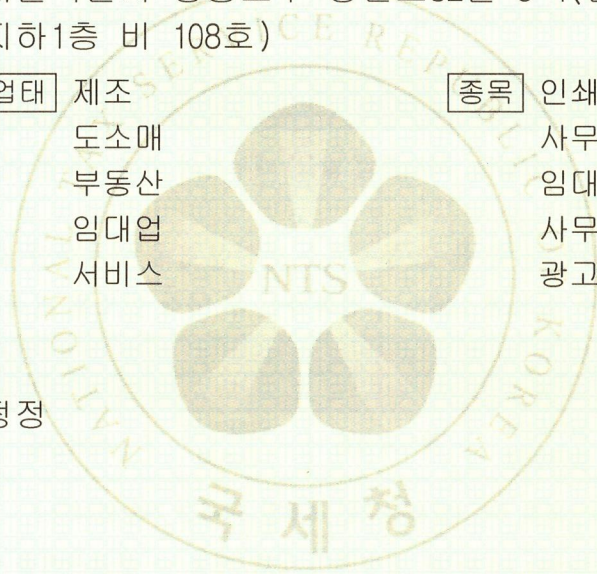 지하1층 비 108호)
업태 제조 종목 인쇄
도소매 사무
부동산 임대
임대업 사무
서비스 광고
정정
NATIONAL TAX SERVICE REPUBLIC OF KOREA
NTS
국세청